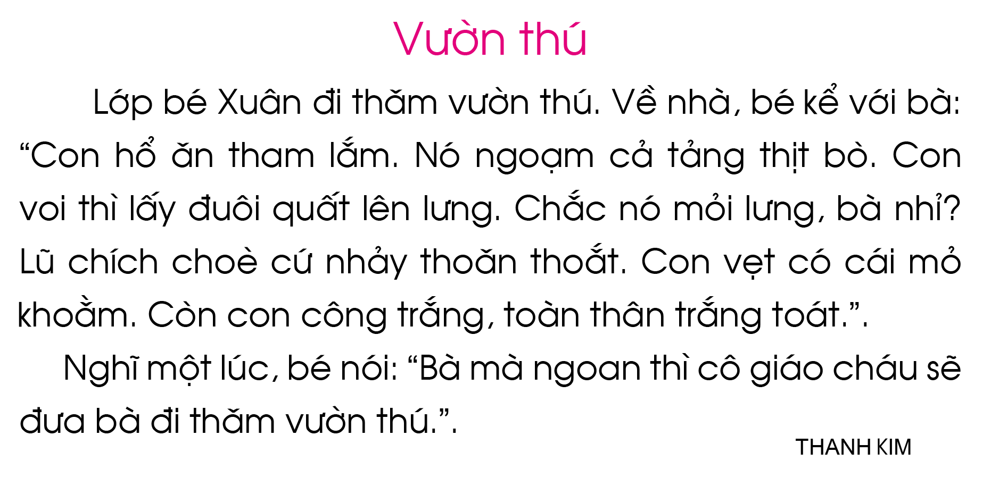 Vườn thú
Lớp bé Xuân đi thăm vườn thú. Về nhà, bé kể với bà:
“Con hổ ăn tham lắm. Nó ngoạm cả tảng thịt bò. Con
voi thì lấy đuôi quất lên lưng. Chắc nó mỏi lưng, bà nhỉ?
Lũ chích choè cứ nhảy thoăn thoắt. Con vẹt có cái mỏ
khoằm. Còn con công trắng, toàn thân trắng toát.”.
Nghĩ một lúc, bé nói: “Bà mà ngoan thì cô giáo cháu sẽ
đưa bà đi thăm vườn thú.”.
THANH KIM